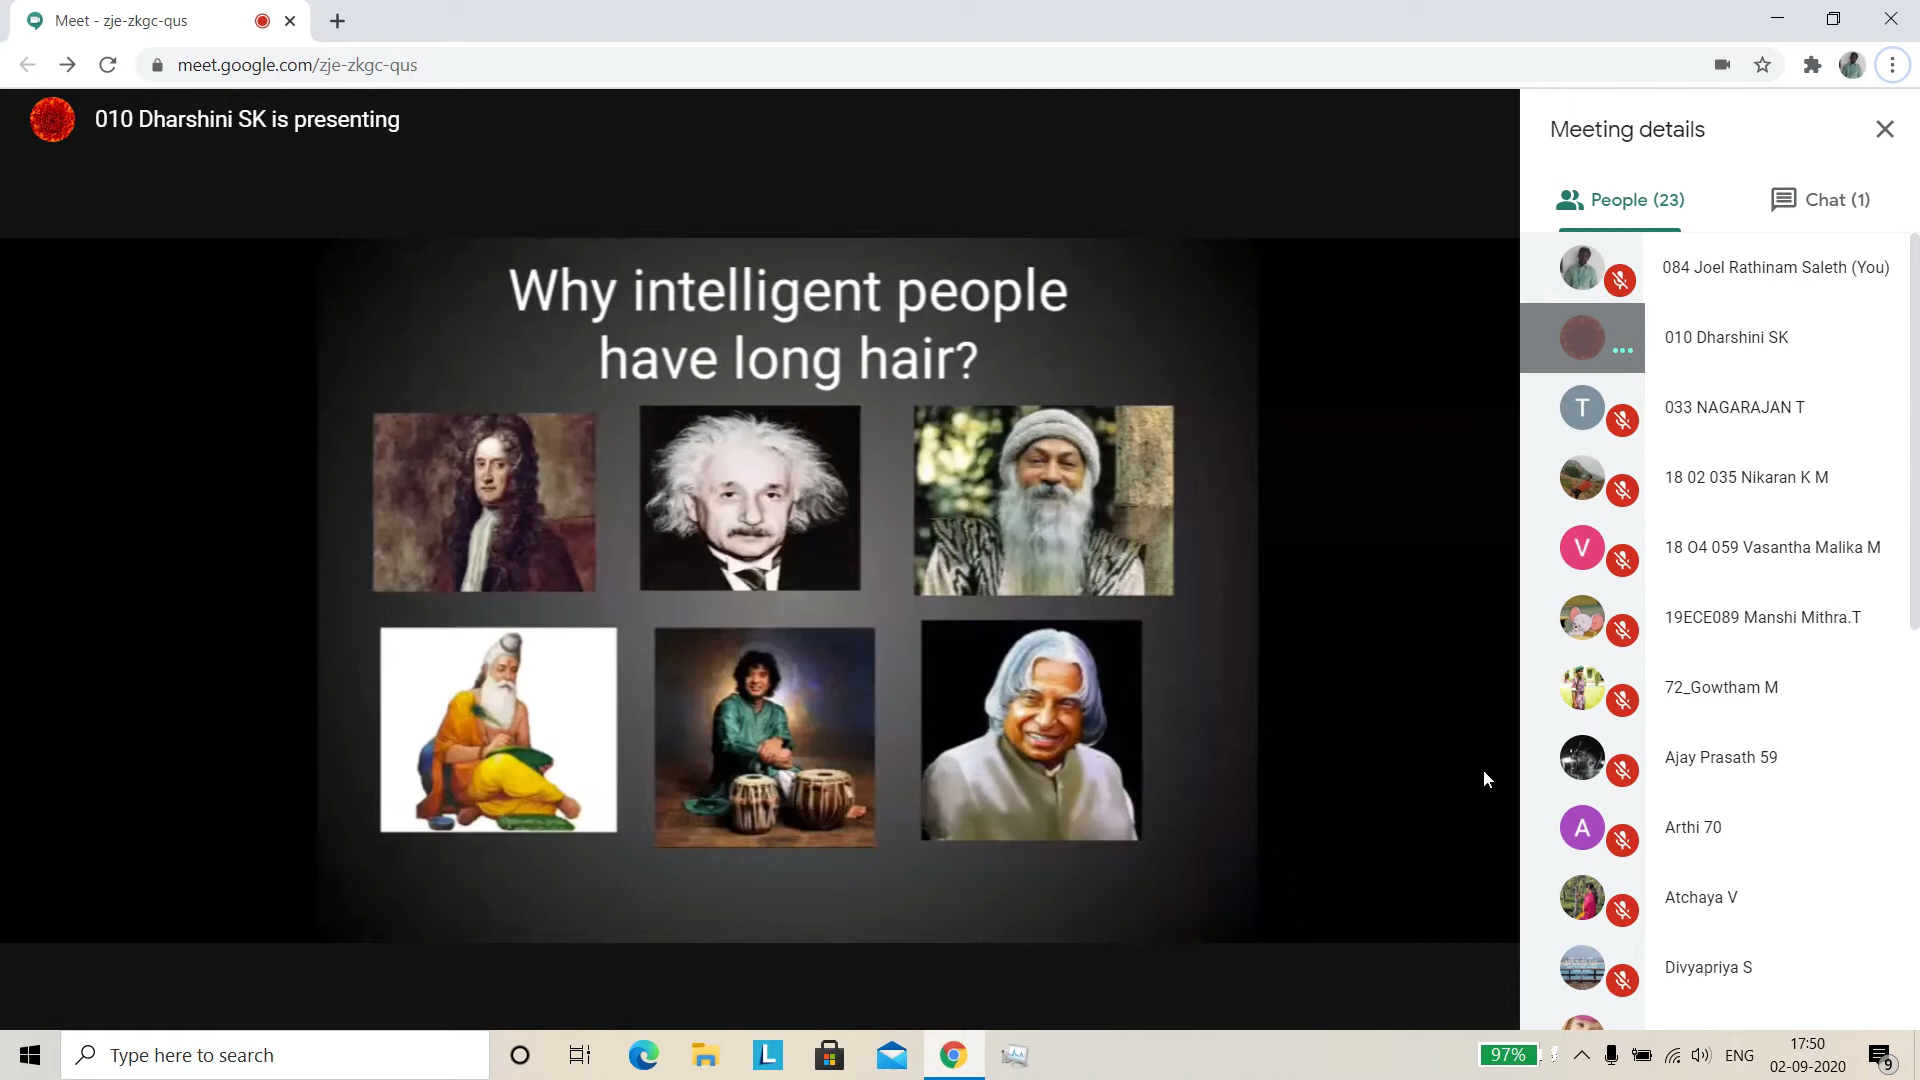 Meet - zje-zkgc-qus
meet.google.com/zje-zkgc-qus
010 Dharshini SK is presenting
Why intelligent people
have long hair?
Meeting details
People (23)
Chat (1)
084 Joel Rathinam Saleth (You)
010 Dharshini SK
T
033 NAGARAJAN T
18 02 035 Nikaran K M
V
18 O4 059 Vasantha Malika M
19ECE089 Manshi Mithra.T
72_Gowtham M
Ajay Prasath 59
A
Arthi 70
Atchaya V
Divyapriya S
Type here to search
L
97%
ENG
17:50
02-09-2020
9